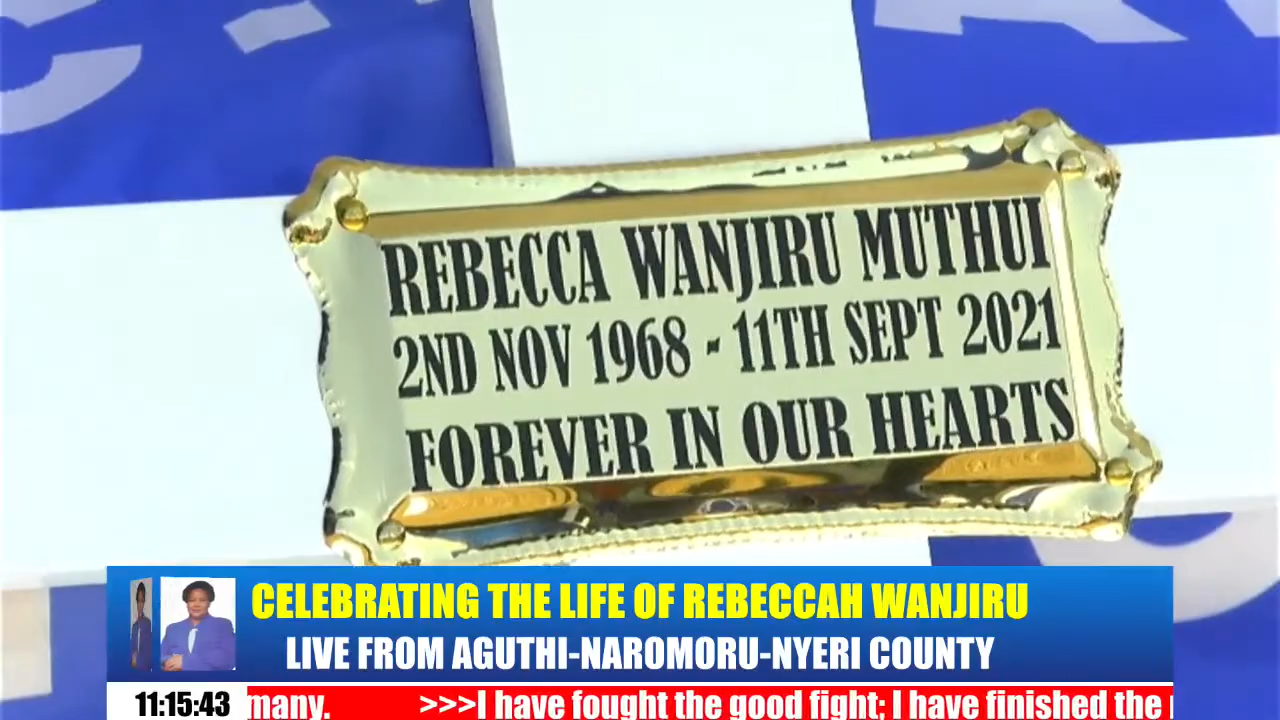 REBECCA WANJIRU MUTHUI
2ND NOV 1968 - 11TH SEPT 2021
FOREVER IN OUR HEARTS
CELEBRATING THE LIFE OF REBECCAH WANJIRU
LIVE FROM AGUTHI-NAROMORU-NYERI COUNTY
11:15:43 many. >>>I have fought the good fight; I have finished the